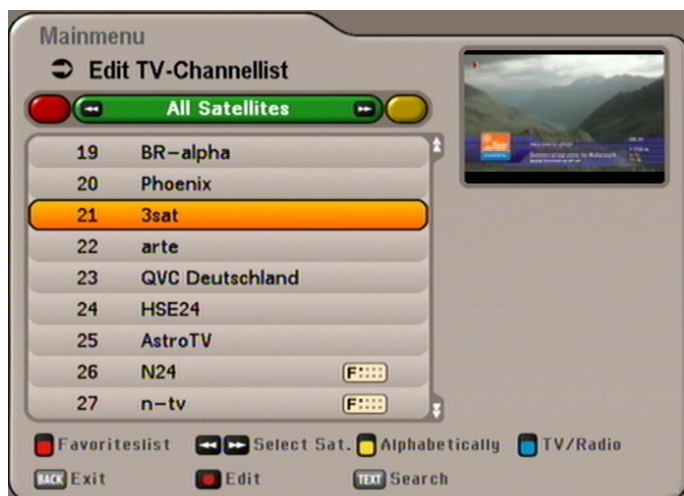 Mainmenu
Edit TV-Channellist
All Satellites
19 BR-alpha
20 Phoenix
21 3sat
22 arte
23 QVC Deutschland
24 HSE24
25 AstroTV
26 N24 F
27 n-tv F
Favoriteslist Select Sat. Alphabetically TV/Radio
BACK Exit Edit TEXT Search